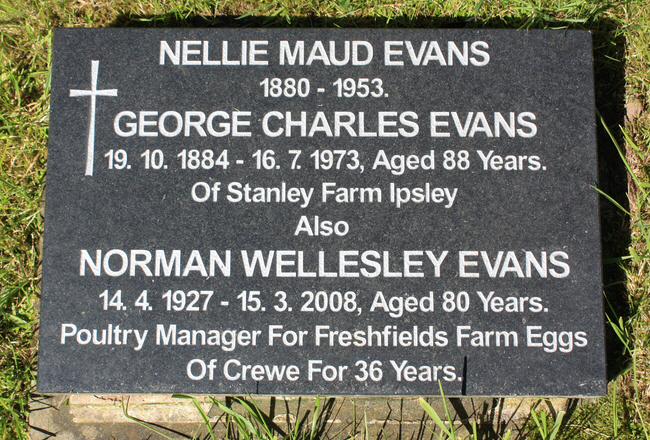 NELLIE MAUD EVANS
1880 - 1953.
GEORGE CHARLES EVANS
19. 10. 1884 - 16. 7. 1973, Aged 88 Years.
Of Stanley Farm Ipsley
Also
NORMAN WELLESLEY EVANS
14. 4. 1927 - 15. 3. 2008, Aged 80 Years.
Poultry Manager For Freshfields Farm Eggs
Of Crewe For 36 Years.